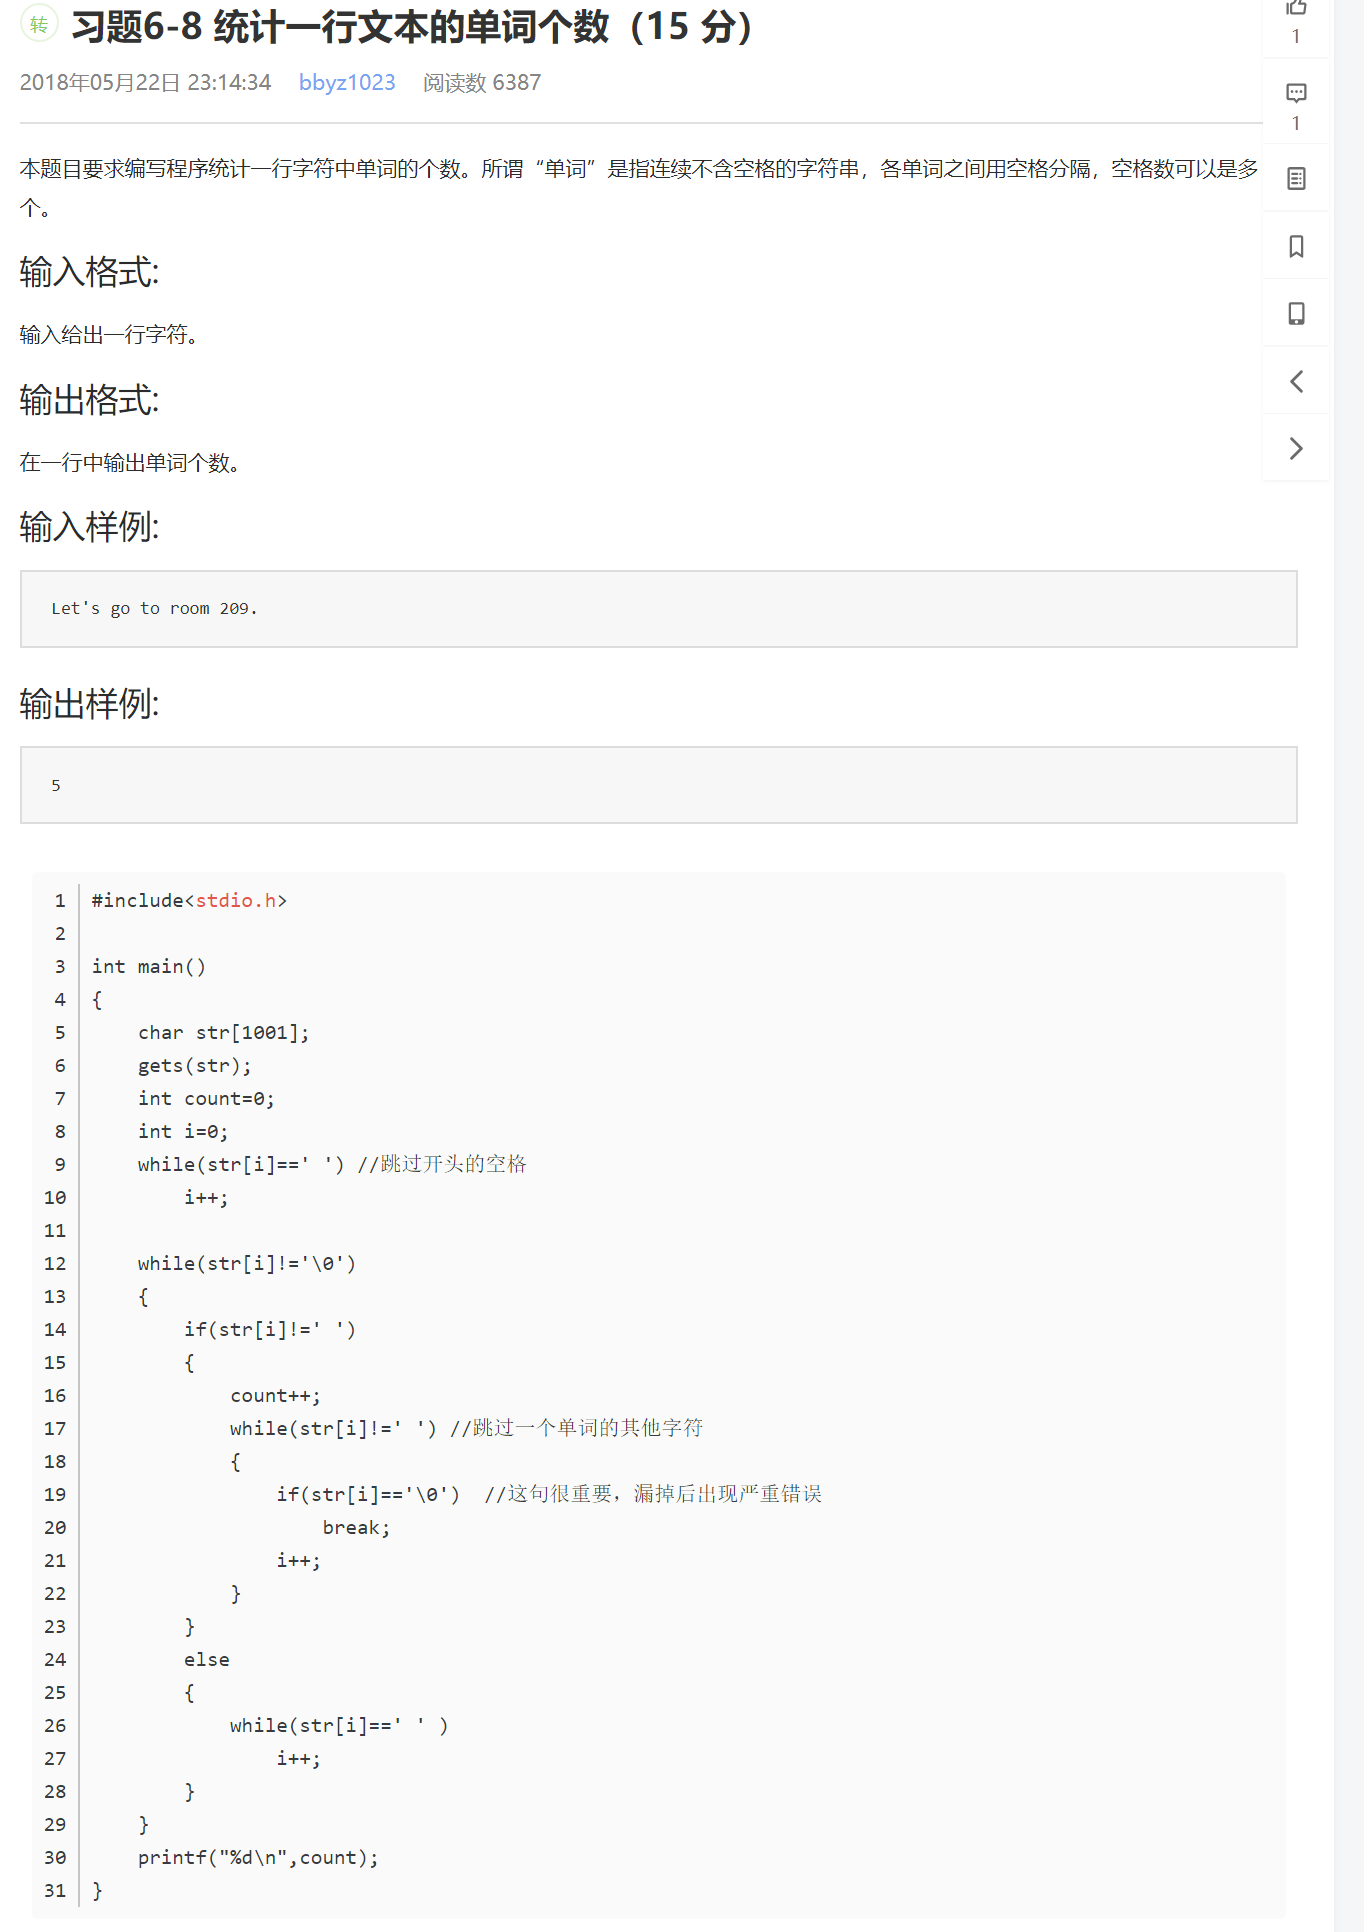 转 习题6-8 统计一行文本的单词个数（15 分）
2018年05月22日 23:14:34 bbyz1023 阅读数 6387
1
1
本题目要求编写程序统计一行字符中单词的个数。所谓“单词”是指连续不含空格的字符串，各单词之间用空格分隔，空格数可以是多
个。
输入格式:
输入给出一行字符。
输出格式:
在一行中输出单词个数。
输入样例:
Let's go to room 209.
输出样例:
5
1 #include<stdio.h>
2
3 int main()
4 {
5     char str[1001];
6     gets(str);
7     int count=0;
8     int i=0;
9     while(str[i]==' ') //跳过开头的空格
10         i++;
11
12     while(str[i]!='\0')
13     {
14         if(str[i]!=' ')
15         {
16             count++;
17             while(str[i]!=' ') //跳过一个单词的其他字符
18             {
19                 if(str[i]=='\0')  //这句很重要，漏掉后出现严重错误
20                     break;
21                 i++;
22             }
23         }
24         else
25         {
26             while(str[i]==' ' )
27                 i++;
28         }
29     }
30     printf("%d\n",count);
31 }